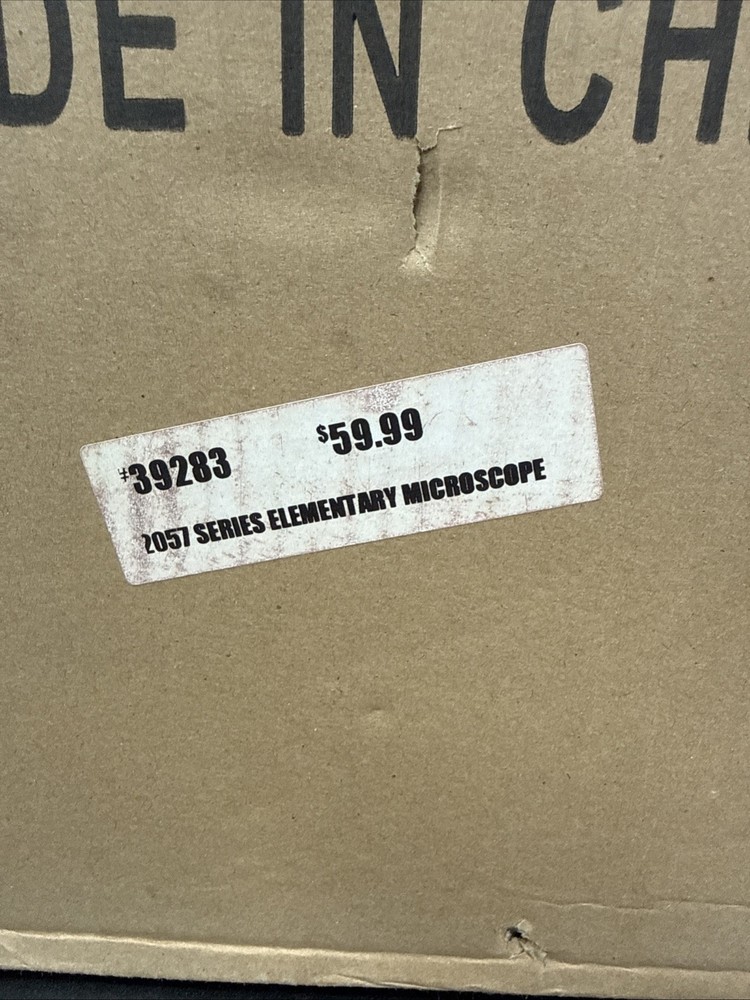 DE IN CH
#39283 $59.99
2057 SERIES ELEMENTARY MICROSCOPE